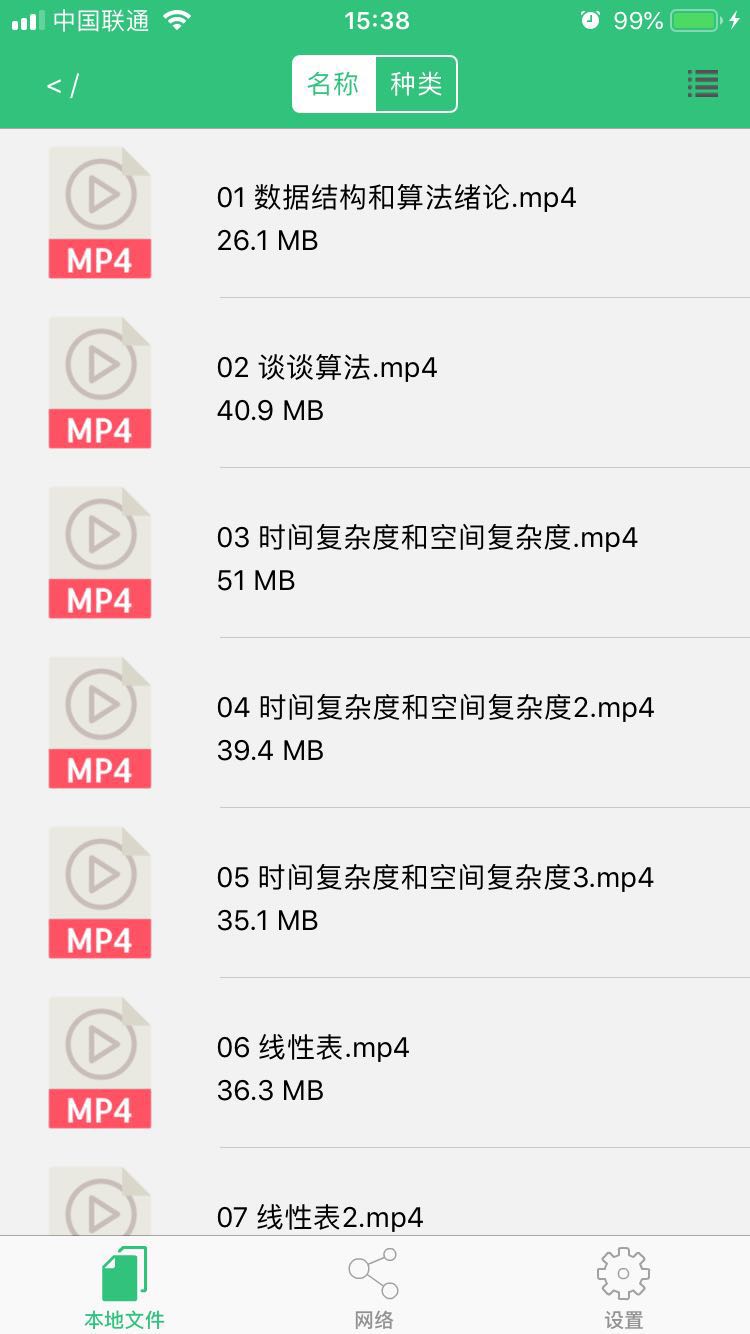 中国联通 15:38 99%
< / 名称 种类
MP4
01 数据结构和算法绪论.mp4
26.1 MB
MP4
02 谈谈算法.mp4
40.9 MB
MP4
03 时间复杂度和空间复杂度.mp4
51 MB
MP4
04 时间复杂度和空间复杂度2.mp4
39.4 MB
MP4
05 时间复杂度和空间复杂度3.mp4
35.1 MB
MP4
06 线性表.mp4
36.3 MB
MP4
07 线性表2.mp4
本地文件 网络 设置